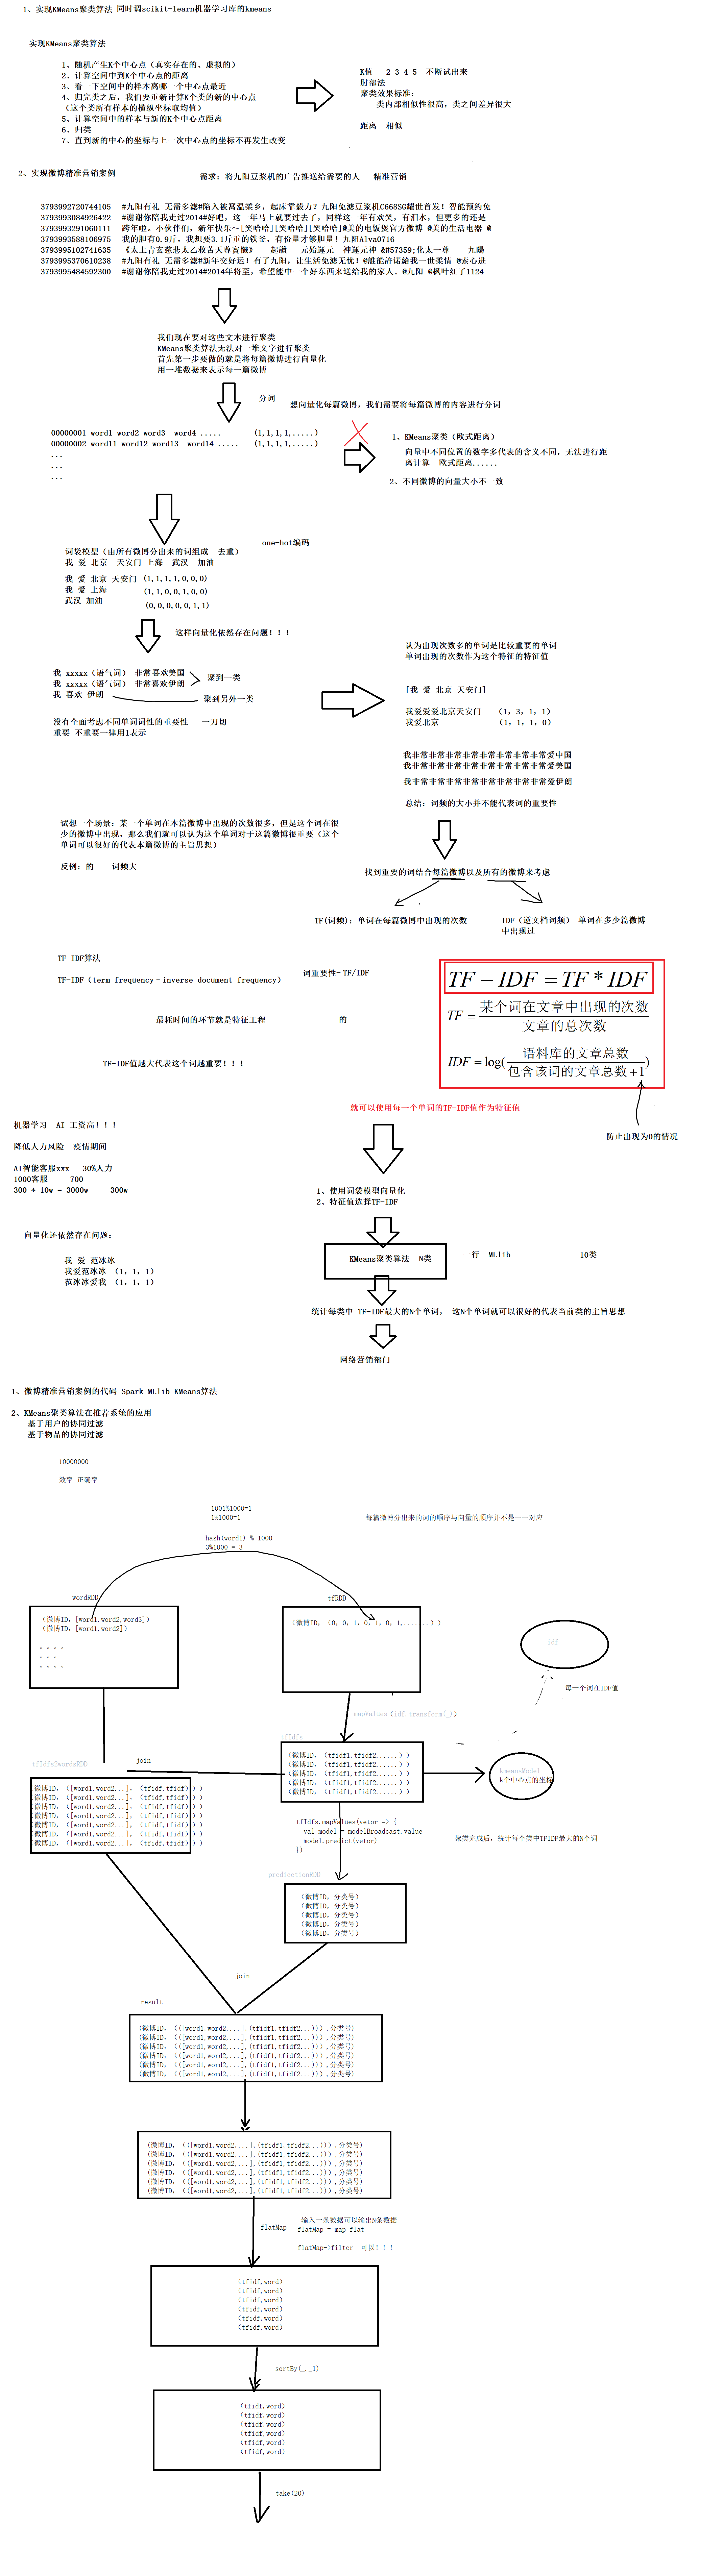 1、实现KMeans聚类算法 同时调scikit-learn机器学习库的kmeans
实现KMeans聚类算法
1、随机产生K个中心点（真实存在的、虚拟的）
2、计算空间中到K个中心点的距离
3、看一下空间中的样本离哪一个中心点最近
4、归完类之后，我们要重新计算K个类的新的中心点
（这个类所有样本的横纵坐标取均值）
5、计算空间中的样本与新的K个中心点距离
6、归类
7、直到新的中心的坐标与上一次中心点的坐标不再发生改变
K值 2 3 4 5 不断试出来
肘部法
聚类效果标准：
类内部相似性很高，类之间差异很大
距离 相似
2、实现微博精准营销案例
需求：将九阳豆浆机的广告推送给需要的人 精准营销
3793992720744105 #九阳有礼 无需多滤#陷入被窝温柔乡，起床靠毅力？九阳免滤豆浆机C668SG耀世首发！智能预约免
3793993084926422 #谢谢你陪我走过2014#好吧，这一年马上就要过去了，同样这一年有欢笑，有泪水，但更多的还是
3793993291060111 跨年啦。小伙伴们，新年快乐~[笑哈哈][笑哈哈][笑哈哈]@美的电饭煲官方微博 @美的生活电器 @
3793993588106975 我的胆有0.9斤，我想要3.1斤重的铁釜，有份量才够胆量！九阳Alva0716
3793995102741635 《太上青玄慈悲太乙救苦天尊寶懺》 - 起讚 元始運元 神運元神 &#57359;化太一尊 九陽
3793995370610238 #九阳有礼 无需多滤#新年交好运！有了九阳，让生活免滤无忧！@誰能許諾給我一世柔情 @索心进
3793995484592300 #谢谢你陪我走过2014#2014年将至，希望能中一个好东西来送给我的家人。@九阳 @枫叶红了1124
我们现在要对这些文本进行聚类
KMeans聚类算法无法对一堆文字进行聚类
首先第一步要做的就是将每篇微博进行向量化
用一堆数据来表示每一篇微博
分词
想向量化每篇微博，我们需要将每篇微博的内容进行分词
00000001 word1 word2 word3 word4 ..... (1,1,1,1,.....)
00000002 word11 word12 word13 word14 ..... (1,1,1,1,.....)
...
...
...
1、KMeans聚类（欧式距离）
向量中不同位置的数字多代表的含义不同，无法进行距
离计算 欧式距离......
2、不同微博的向量大小不一致
one-hot编码
词袋模型（由所有微博分出来的词组成 去重）
我 爱 北京 天安门 上海 武汉 加油
我 爱 北京 天安门 (1,1,1,1,0,0,0)
我 爱 上海 (1,1,0,0,1,0,0)
武汉 加油 (0,0,0,0,0,1,1)
这样向量化依然存在问题！！！
我 xxxxx（语气词） 非常喜欢美国
我 xxxxx（语气词） 非常喜欢伊朗
我 喜欢 伊朗
聚到一类
聚到另外一类
没有全面考虑不同单词词性的重要性 一刀切
重要 不重要一律用1表示
认为出现次数多的单词是比较重要的单词
单词出现的次数作为这个特征的特征值
[我 爱 北京 天安门]
我爱爱爱北京天安门 （1，3，1，1）
我爱北京 （1，1，1，0）
我非常非常非常非常非常非常非常非常爱中国
我非常非常非常非常非常非常非常非常爱美国
我非常非常非常非常非常非常非常非常爱伊朗
总结：词频的大小并不能代表词的重要性
试想一个场景：某一个单词在本篇微博中出现的次数很多，但是这个词在很
少的微博中出现，那么我们就可以认为这个单词对于这篇微博很重要（这个
单词可以很好的代表本篇微博的主旨思想）
反例：的 词频大
找到重要的词结合每篇微博以及所有的微博来考虑
TF(词频)：单词在每篇微博中出现的次数
IDF（逆文档词频） 单词在多少篇微博
中出现过
TF-IDF算法
TF-IDF（term frequency–inverse document frequency）
词重要性= TF/IDF
最耗时间的环节就是特征工程
的
TF-IDF值越大代表这个词越重要！！！
TF − IDF = TF * IDF
TF = 某个词在文章中出现的次数 / 文章的总次数
IDF = log(语料库的文章总数 / 包含该词的文章总数 + 1)
防止出现为0的情况
就可以使用每一个单词的TF-IDF值作为特征值
机器学习 AI 工资高！！！
降低人力风险 疫情期间
AI智能客服xxx 30%人力
1000客服 700
300 * 10w = 3000w 300w
1、使用词袋模型向量化
2、特征值选择TF-IDF
向量化还依然存在问题：
我 爱 范冰冰
我爱范冰冰 （1，1，1）
范冰冰爱我 （1，1，1）
KMeans聚类算法 N类
一行 MLlib
10类
统计每类中 TF-IDF最大的N个单词， 这N个单词就可以很好的代表当前类的主旨思想
网络营销部门
1、微博精准营销案例的代码 Spark MLlib KMeans算法
2、KMeans聚类算法在推荐系统的应用
基于用户的协同过滤
基于物品的协同过滤
10000000
效率 正确率
1001%1000=1
1%1000=1
每篇微博分出来的词的顺序与向量的顺序并不是一一对应
hash(word1) % 1000
3%1000 = 3
wordRDD
（微博ID，[word1,word2,word3]）
（微博ID，[word1,word2]）
。。。。
。。。
。。。。
tfRDD
（微博ID，（0，0，1，0，1，0，1,.......））
idf
每一个词在IDF值
mapValues（idf.transform(_)）
tfIdfs
tfIdfs2wordsRDD
join
（微博ID，（tfidf1,tfidf2......））
（微博ID，（tfidf1,tfidf2......））
（微博ID，（tfidf1,tfidf2......））
（微博ID，（tfidf1,tfidf2......））
（微博ID，（tfidf1,tfidf2......））
kmeansModel
k个中心点的坐标
（微博ID，（[word1,word2...]，（tfidf,tfidf）））
（微博ID，（[word1,word2...]，（tfidf,tfidf）））
（微博ID，（[word1,word2...]，（tfidf,tfidf）））
（微博ID，（[word1,word2...]，（tfidf,tfidf）））
（微博ID，（[word1,word2...]，（tfidf,tfidf）））
（微博ID，（[word1,word2...]，（tfidf,tfidf）））
（微博ID，（[word1,word2...]，（tfidf,tfidf）））
tfIdfs.mapValues(vetor => {
val model = modelBroadcast.value
model.predict(vetor)
})
聚类完成后，统计每个类中TFIDF最大的N个词
predicetionRDD
（微博ID，分类号）
（微博ID，分类号）
（微博ID，分类号）
（微博ID，分类号）
（微博ID，分类号）
join
result
(微博ID， (([word1,word2,...],(tfidf1,tfidf2...))),分类号)
(微博ID， (([word1,word2,...],(tfidf1,tfidf2...))),分类号)
(微博ID， (([word1,word2,...],(tfidf1,tfidf2...))),分类号)
(微博ID， (([word1,word2,...],(tfidf1,tfidf2...))),分类号)
(微博ID， (([word1,word2,...],(tfidf1,tfidf2...))),分类号)
(微博ID， (([word1,word2,...],(tfidf1,tfidf2...))),分类号)
(微博ID， (([word1,word2,...],(tfidf1,tfidf2...))),分类号)
(微博ID， (([word1,word2,...],(tfidf1,tfidf2...))),分类号)
(微博ID， (([word1,word2,...],(tfidf1,tfidf2...))),分类号)
(微博ID， (([word1,word2,...],(tfidf1,tfidf2...))),分类号)
(微博ID， (([word1,word2,...],(tfidf1,tfidf2...))),分类号)
(微博ID， (([word1,word2,...],(tfidf1,tfidf2...))),分类号)
flatMap
输入一条数据可以输出N条数据
flatMap = map flat
flatMap->filter 可以！！！
（tfidf,word）
（tfidf,word）
（tfidf,word）
（tfidf,word）
（tfidf,word）
（tfidf,word）
sortBy(_._1)
（tfidf,word）
（tfidf,word）
（tfidf,word）
（tfidf,word）
（tfidf,word）
（tfidf,word）
take(20)